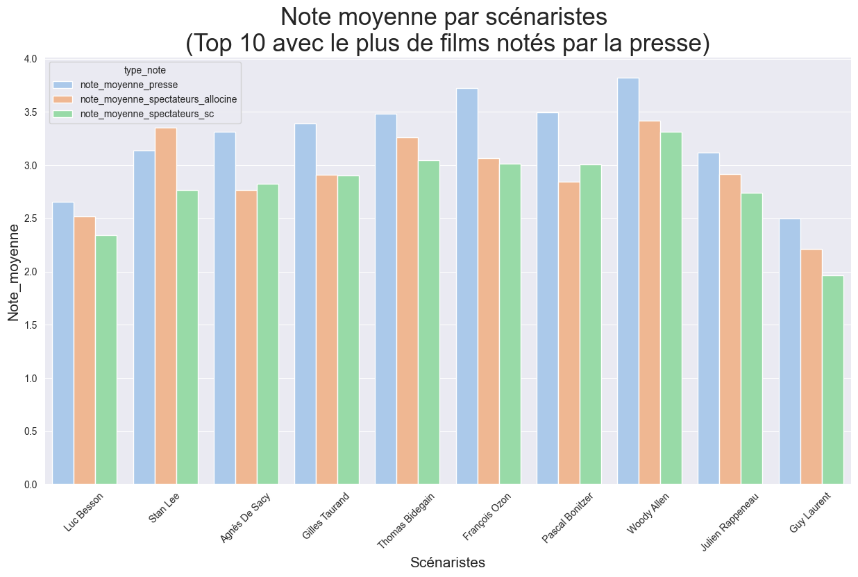 Note moyenne par scénaristes
(Top 10 avec le plus de films notés par la presse)
type_note
note_moyenne_presse
note_moyenne_spectateurs_allocine
note_moyenne_spectateurs_sc
4.0
3.5
3.0
2.5
2.0
1.5
1.0
0.5
0.0
Note_moyenne
Luc Besson
Stan Lee
Agnès De Sacy
Gilles Taurand
Thomas Bidegain
François Ozon
Pascal Bonitzer
Woody Allen
Julien Rappeneau
Guy Laurent
Scénaristes